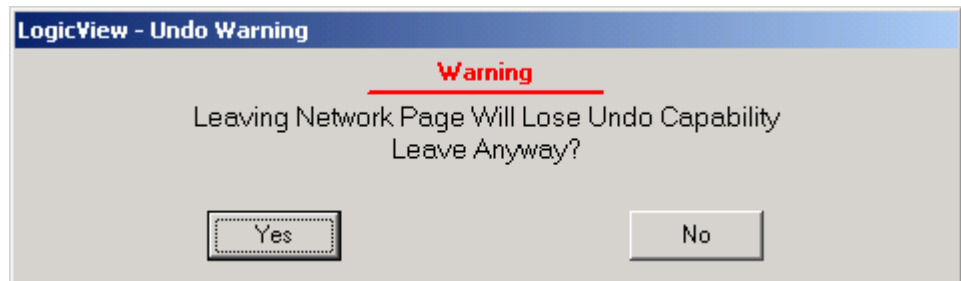 LogicView - Undo Warning
Warning
Leaving Network Page Will Lose Undo Capability
Leave Anyway?
Yes No